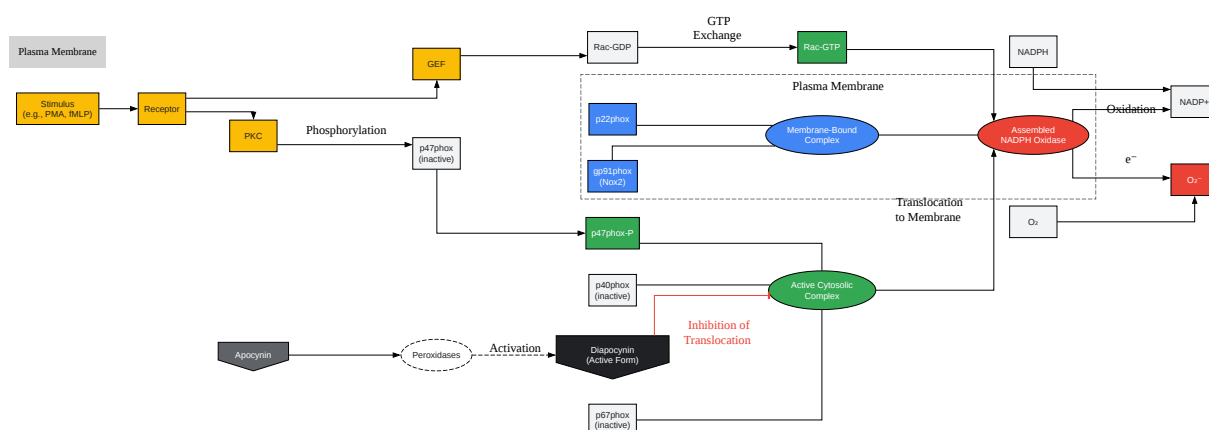 GTP
Exchange
Plasma Membrane
Rac-GDP
Rac-GTP
NADPH
GEF
Plasma Membrane
Stimulus
(e.g., PMA, fMLP)
Receptor
NADP+
Oxidation
p22phox
PKC
Phosphorylation
Membrane-Bound
Complex
Assembled
NADPH Oxidase
p47phox
(inactive)
e⁻
gp91phox
(Nox2)
O₂⁻
Translocation
to Membrane
O₂
p47phox-P
p40phox
(inactive)
Active Cytosolic
Complex
Inhibition of
Translocation
Apocynin
Peroxidases
Activation
Diapocynin
(Active Form)
p67phox
(inactive)